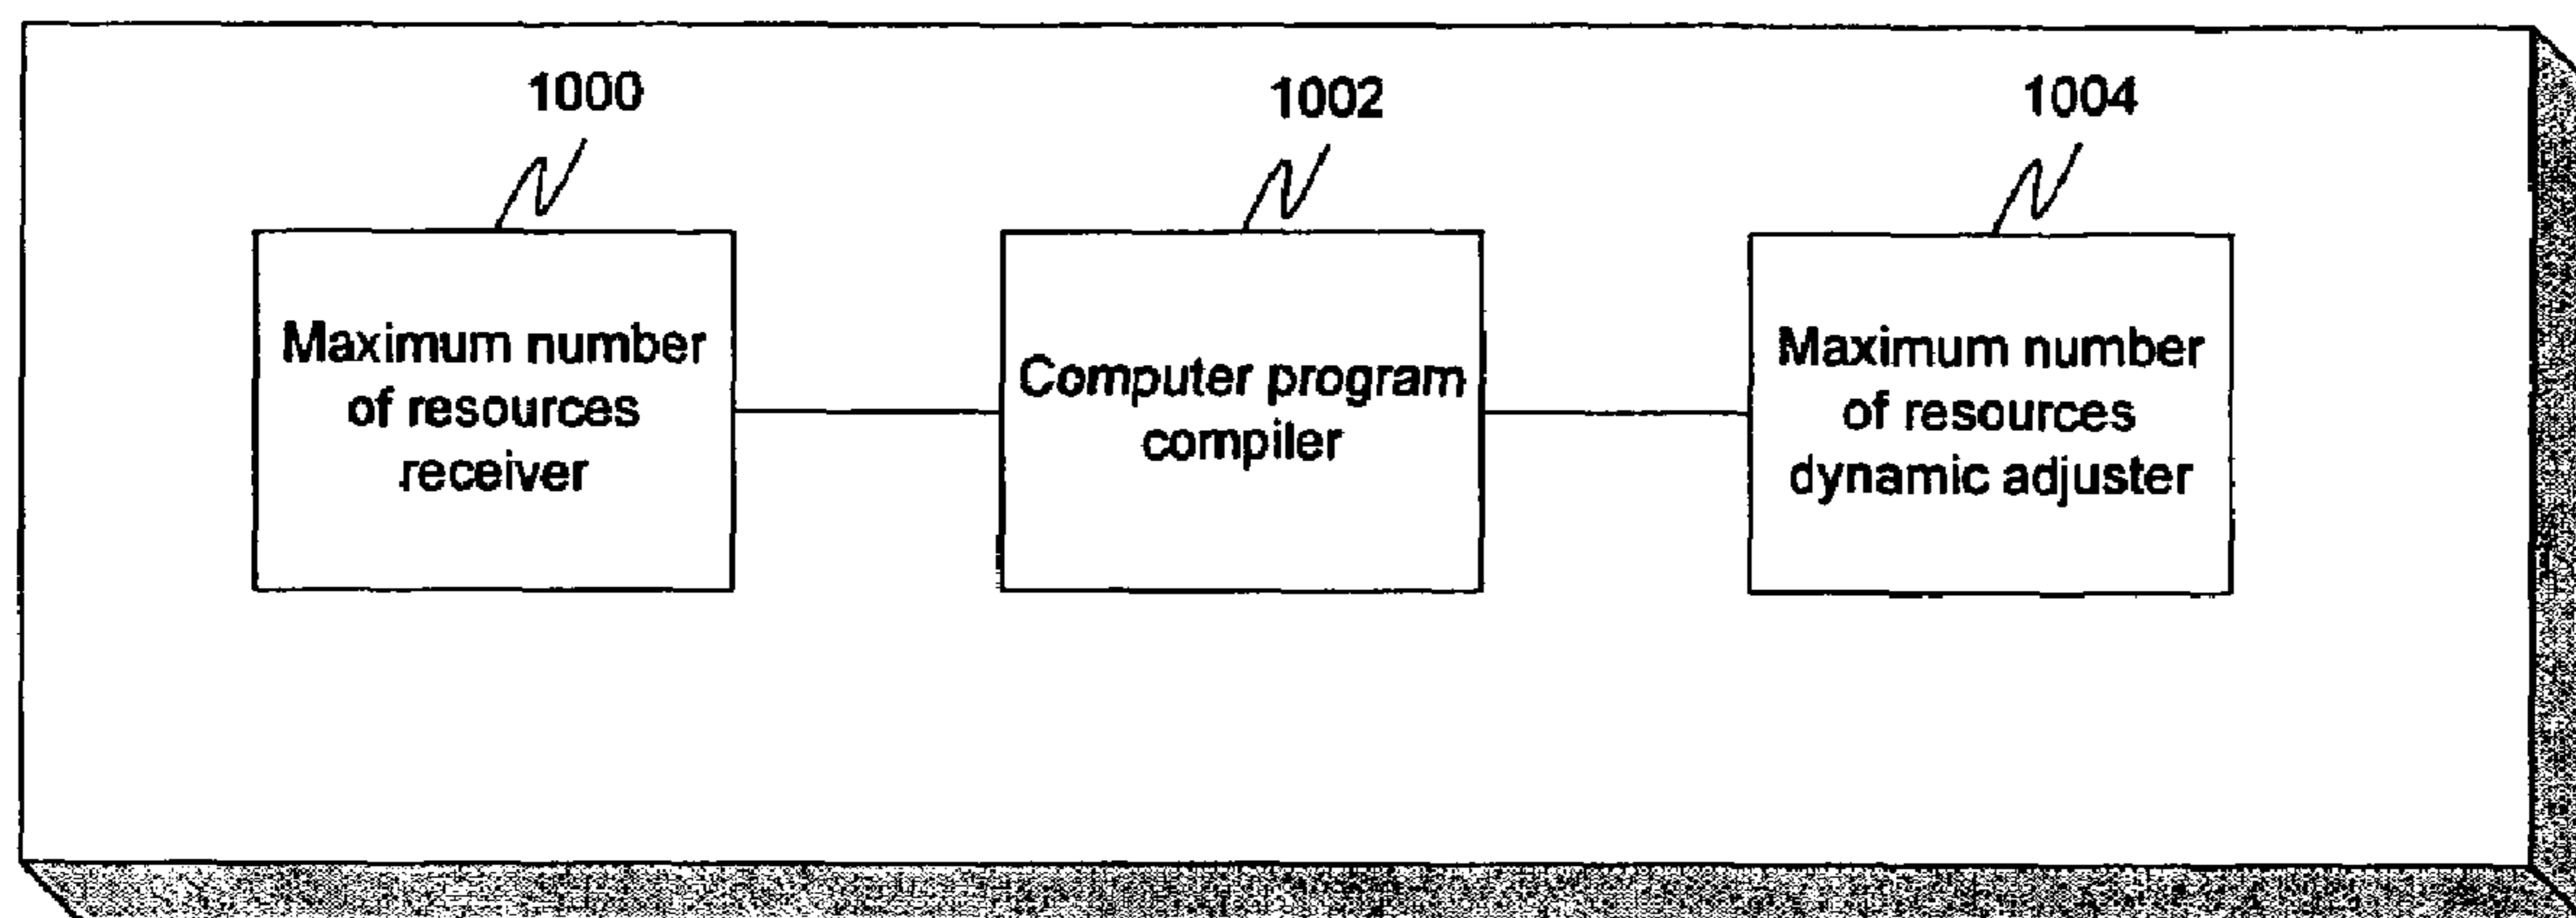 1000
1002
1004
Maximum number
of resources
receiver
Computer program
compiler
Maximum number
of resources
dynamic adjuster